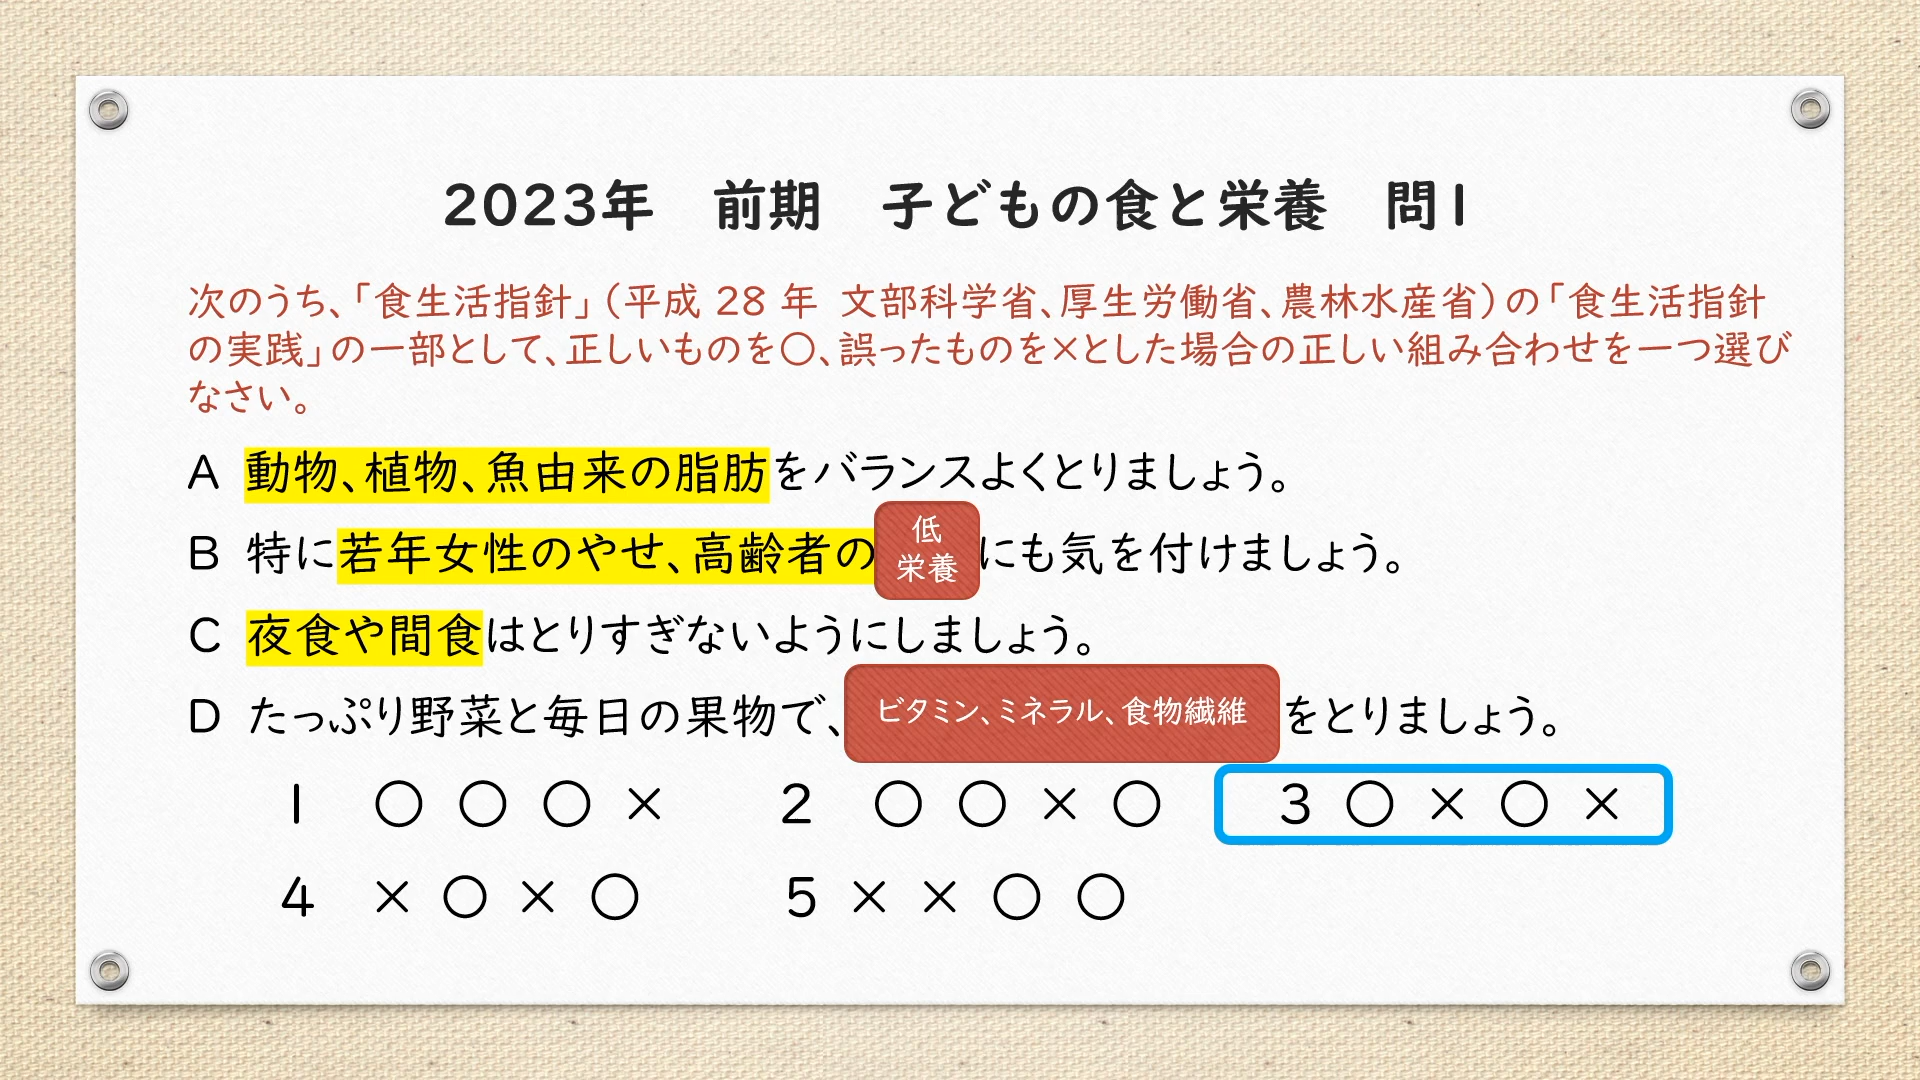 2023年 前期 子どもの食と栄養 問1
次のうち、「食生活指針」（平成 28 年 文部科学省、厚生労働省、農林水産省）の「食生活指針
の実践」の一部として、正しいものを〇、誤ったものを×とした場合の正しい組み合わせを一つ選び
なさい。
A 動物、植物、魚由来の脂肪をバランスよくとりましょう。
B 特に若年女性のやせ、高齢者の低栄養にも気を付けましょう。
C 夜食や間食はとりすぎないようにしましょう。
D たっぷり野菜と毎日の果物で、ビタミン、ミネラル、食物繊維をとりましょう。
1 〇 〇 〇 × 2 〇 〇 × 〇 3 〇 × 〇 ×
4 × 〇 × 〇 5 × × 〇 〇